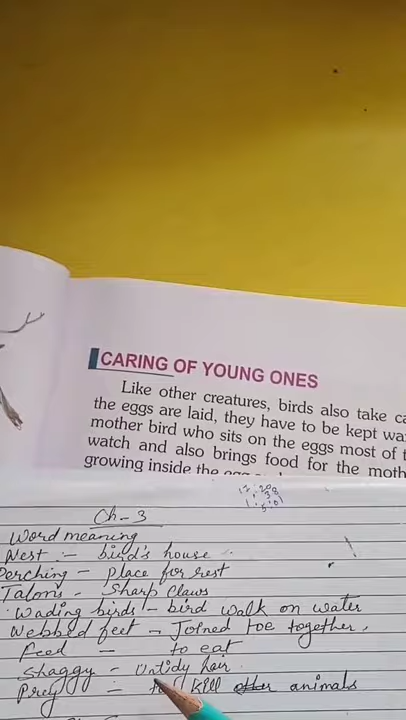 CARING OF YOUNG ONES
Like other creatures, birds also take ca
the eggs are laid, they have to be kept wa
mother bird who sits on the eggs most of t
watch and also brings food for the moth
growing inside the
Ch-3
Word meaning
Nest :- bird's house
Perching - place for rest
Talons - Sharp Claws
Wading birds - bird walk on water
Webbed feet - Joined toe together.
Feed - to eat
Shaggy - Untidy hair
Prey :- to kill other animals